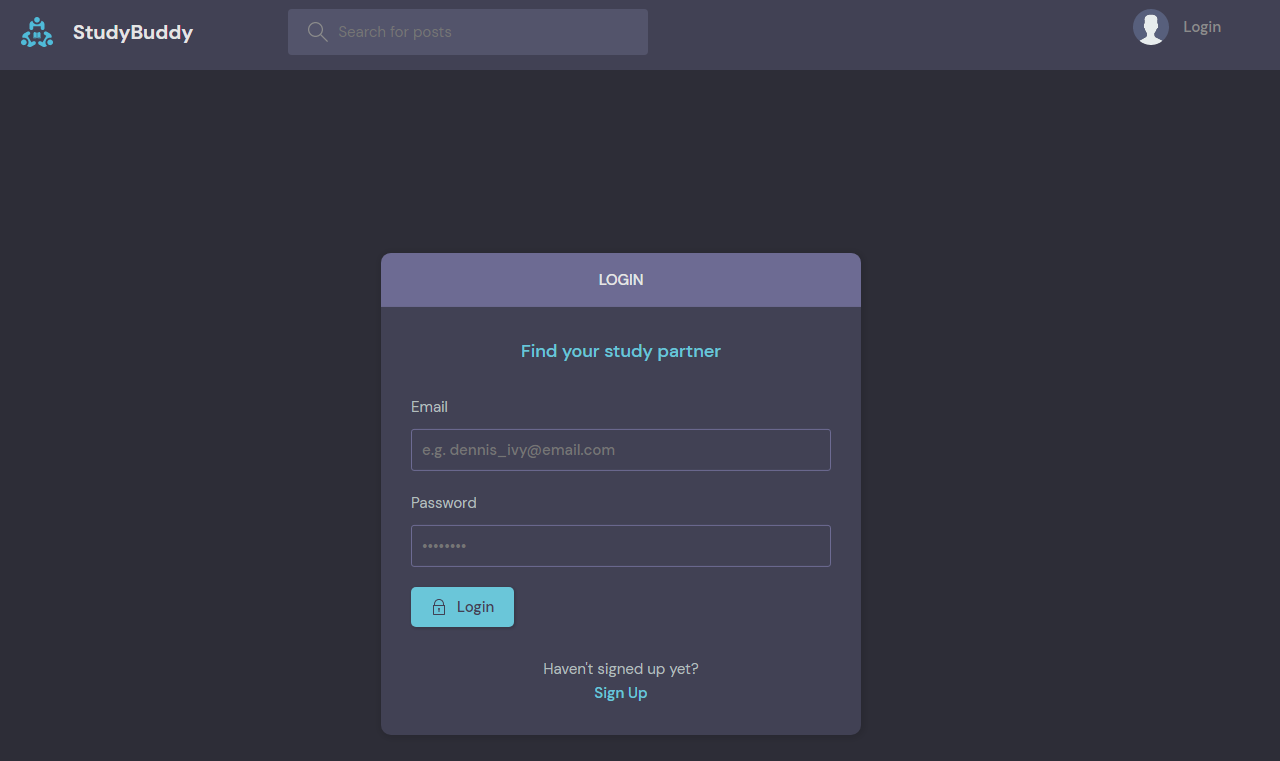 StudyBuddy
Search for posts
Login
LOGIN
Find your study partner
Email
e.g. dennis_ivy@email.com
Password
••••••••
Login
Haven't signed up yet?
Sign Up